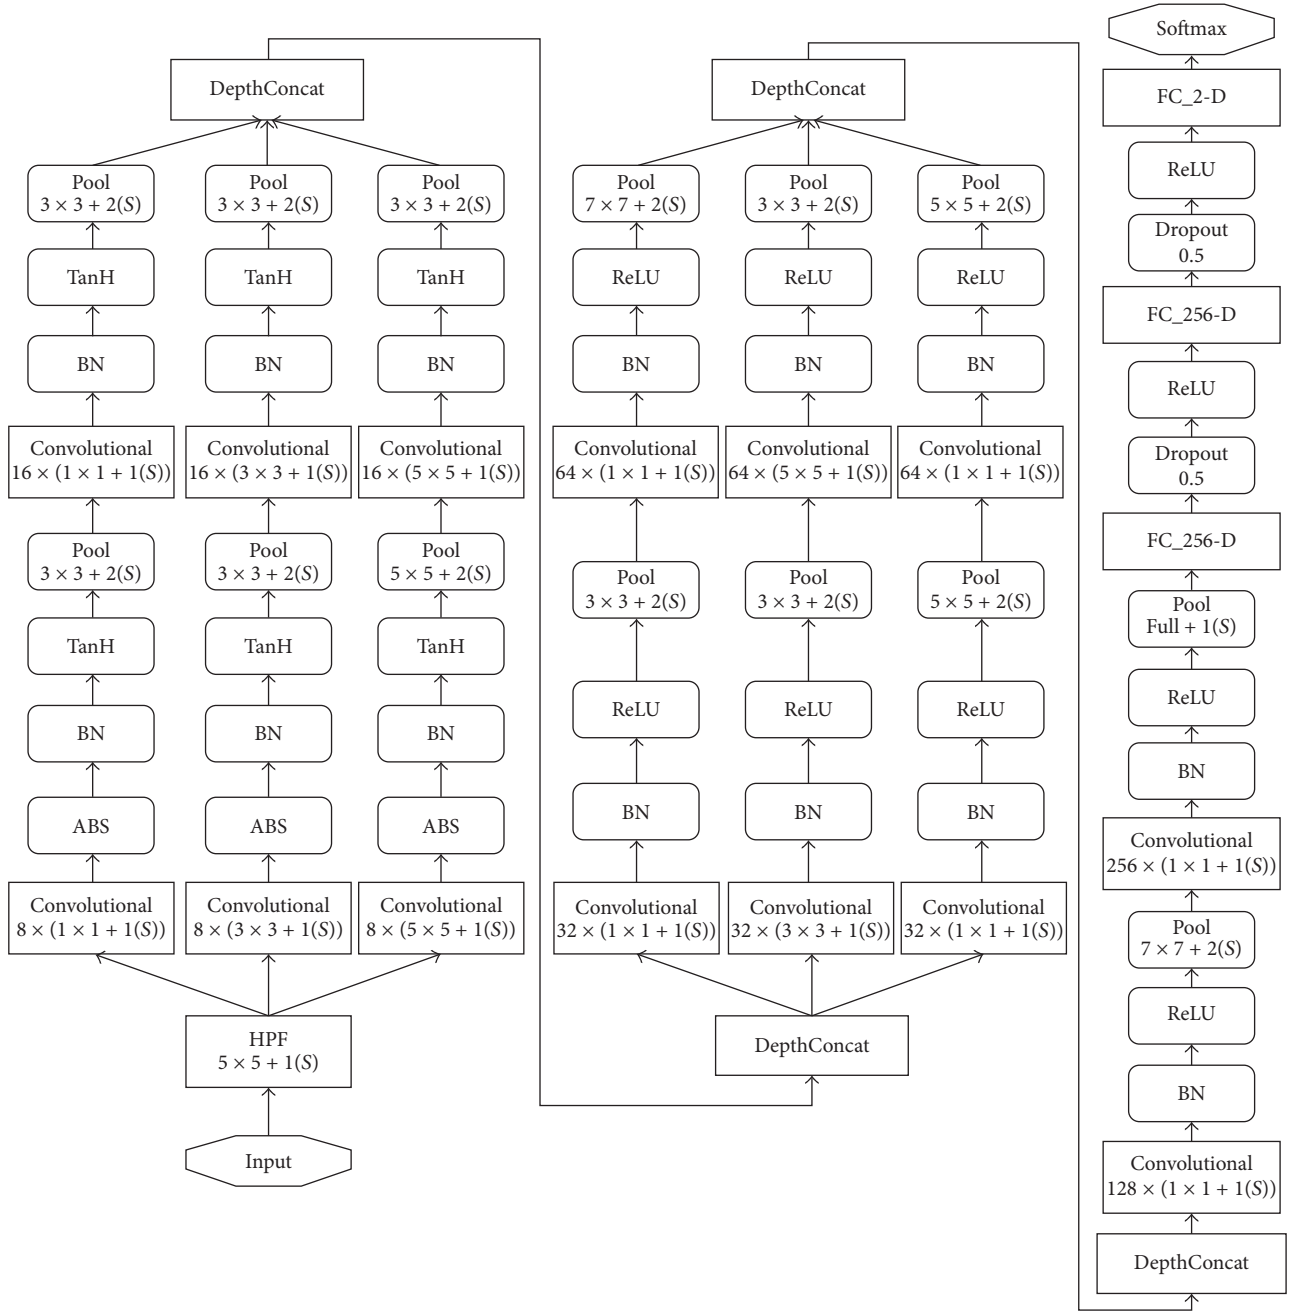 DepthConcat
Pool
3 × 3 + 2(S)
Pool
3 × 3 + 2(S)
Pool
3 × 3 + 2(S)
TanH
TanH
TanH
BN
BN
BN
Convolutional
16 × (1 × 1 + 1(S))
Convolutional
16 × (3 × 3 + 1(S))
Convolutional
16 × (5 × 5 + 1(S))
Pool
3 × 3 + 2(S)
Pool
3 × 3 + 2(S)
Pool
5 × 5 + 2(S)
TanH
TanH
TanH
BN
BN
BN
ABS
ABS
ABS
Convolutional
8 × (1 × 1 + 1(S))
Convolutional
8 × (3 × 3 + 1(S))
Convolutional
8 × (5 × 5 + 1(S))
HPF
5 × 5 + 1(S)
Input
DepthConcat
Pool
7 × 7 + 2(S)
Pool
3 × 3 + 2(S)
Pool
5 × 5 + 2(S)
ReLU
ReLU
ReLU
BN
BN
BN
Convolutional
64 × (1 × 1 + 1(S))
Convolutional
64 × (5 × 5 + 1(S))
Convolutional
64 × (1 × 1 + 1(S))
Pool
3 × 3 + 2(S)
Pool
3 × 3 + 2(S)
Pool
5 × 5 + 2(S)
ReLU
ReLU
ReLU
BN
BN
BN
Convolutional
32 × (1 × 1 + 1(S))
Convolutional
32 × (3 × 3 + 1(S))
Convolutional
32 × (1 × 1 + 1(S))
DepthConcat
Softmax
FC_2-D
ReLU
Dropout
0.5
FC_256-D
ReLU
Dropout
0.5
FC_256-D
Pool
Full + 1(S)
ReLU
BN
Convolutional
256 × (1 × 1 + 1(S))
Pool
7 × 7 + 2(S)
ReLU
BN
Convolutional
128 × (1 × 1 + 1(S))
DepthConcat